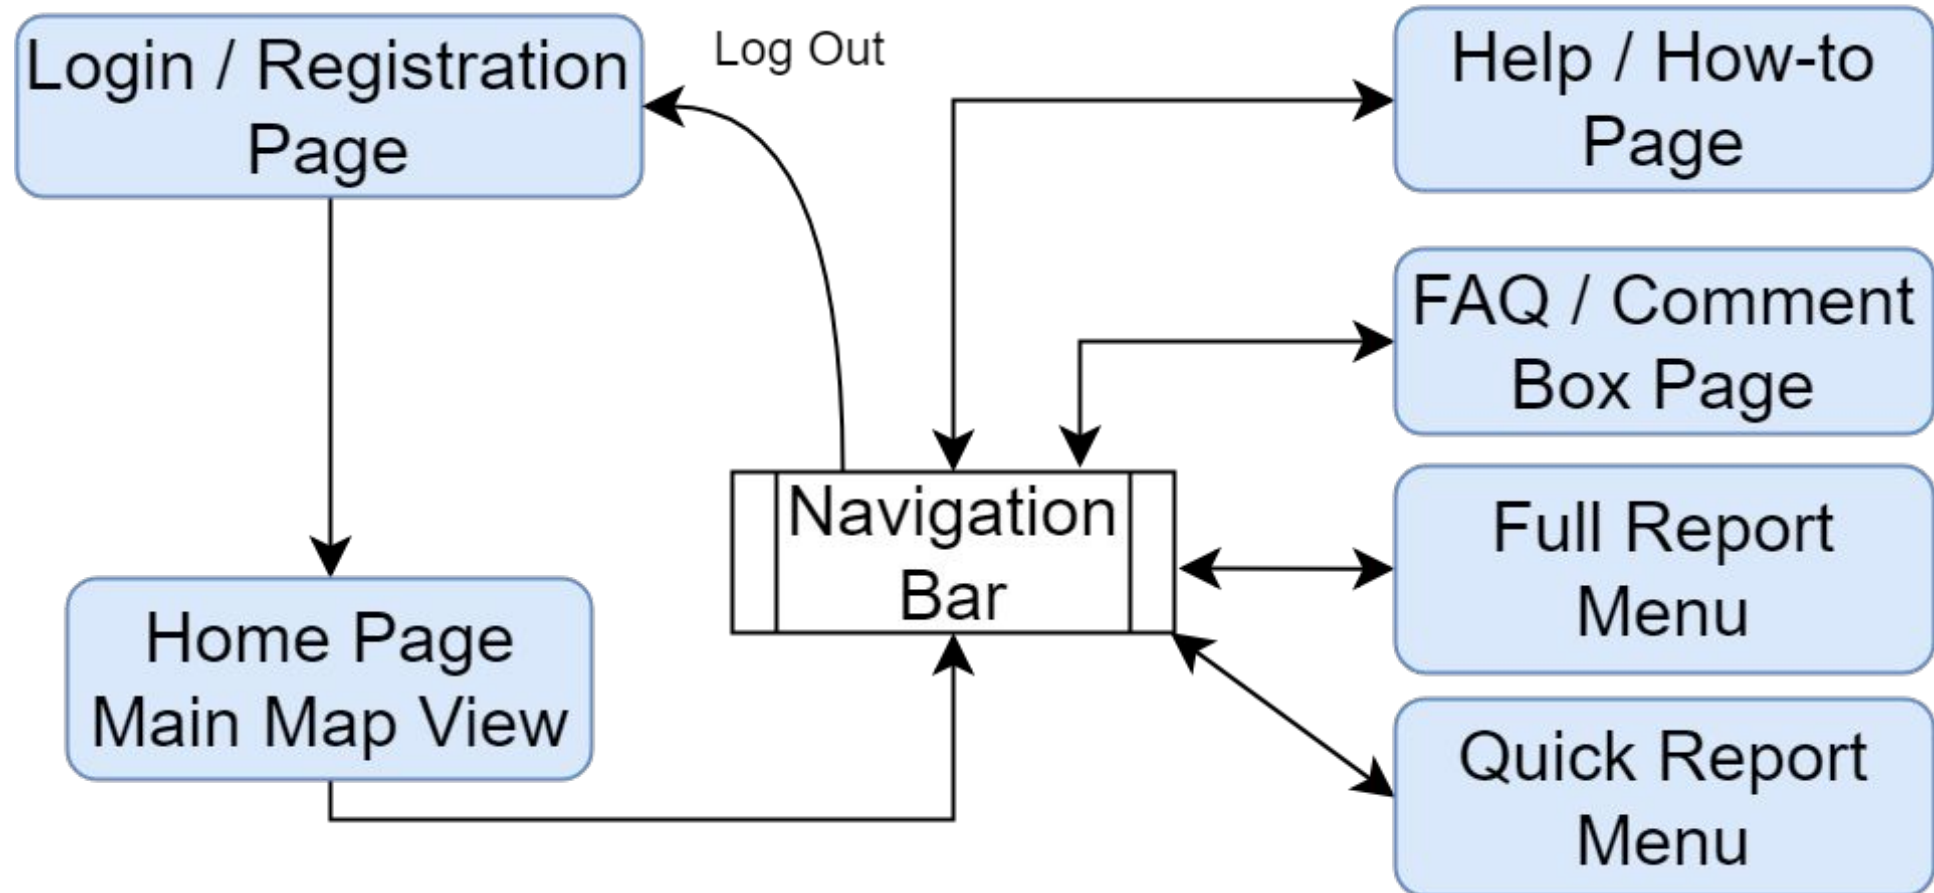 Login / Registration
Page
Log Out
Help / How-to
Page
FAQ / Comment
Box Page
Navigation
Bar
Full Report
Menu
Home Page
Main Map View
Quick Report
Menu